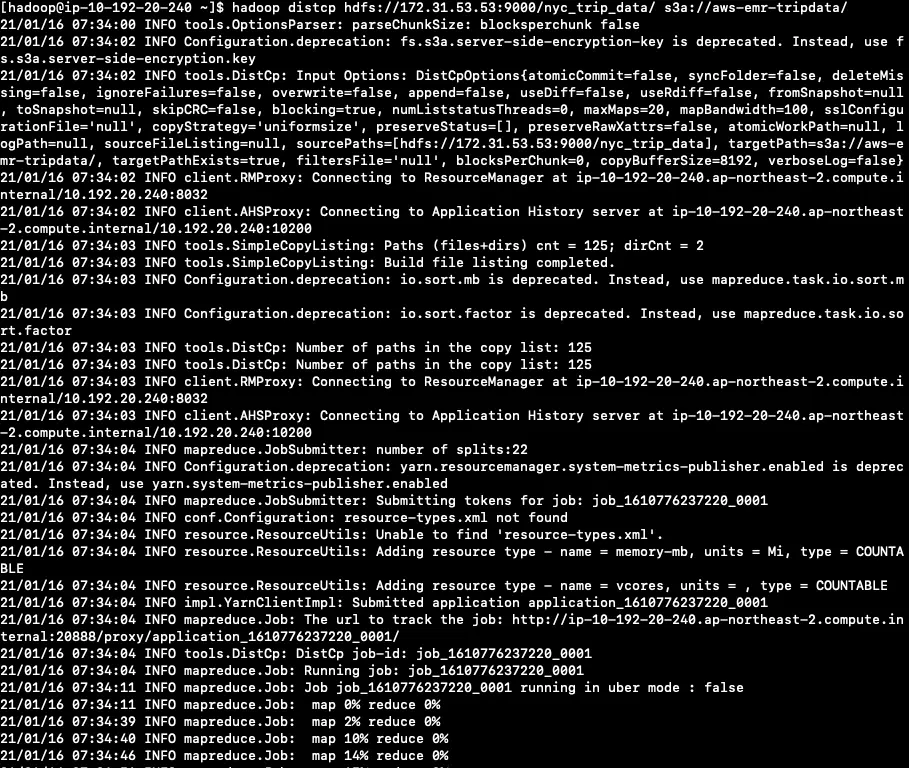 [hadoop@ip-10-192-20-240 ~]$ hadoop distcp hdfs://172.31.53.53:9000/nyc_trip_data/ s3a://aws-emr-tripdata/
21/01/16 07:34:00 INFO tools.OptionsParser: parseChunkSize: blocksperchunk false
21/01/16 07:34:02 INFO Configuration.deprecation: fs.s3a.server-side-encryption-key is deprecated. Instead, use f
s.s3a.server-side-encryption.key
21/01/16 07:34:02 INFO tools.DistCp: Input Options: DistCpOptions{atomicCommit=false, syncFolder=false, deleteMis
sing=false, ignoreFailures=false, overwrite=false, append=false, useDiff=false, useRdiff=false, fromSnapshot=null
, toSnapshot=null, skipCRC=false, blocking=true, numListstatusThreads=0, maxMaps=20, mapBandwidth=100, sslConfigu
rationFile='null', copyStrategy='uniformsize', preserveStatus=[], preserveRawXattrs=false, atomicWorkPath=null, l
ogPath=null, sourceFileListing=null, sourcePaths=[hdfs://172.31.53.53:9000/nyc_trip_data], targetPath=s3a://aws-e
mr-tripdata/, targetPathExists=true, filtersFile='null', blocksPerChunk=0, copyBufferSize=8192, verboseLog=false}
21/01/16 07:34:02 INFO client.RMProxy: Connecting to ResourceManager at ip-10-192-20-240.ap-northeast-2.compute.i
nternal/10.192.20.240:8032
21/01/16 07:34:02 INFO client.AHSProxy: Connecting to Application History server at ip-10-192-20-240.ap-northeast
-2.compute.internal/10.192.20.240:10200
21/01/16 07:34:03 INFO tools.SimpleCopyListing: Paths (files+dirs) cnt = 125; dirCnt = 2
21/01/16 07:34:03 INFO tools.SimpleCopyListing: Build file listing completed.
21/01/16 07:34:03 INFO Configuration.deprecation: io.sort.mb is deprecated. Instead, use mapreduce.task.io.sort.m
b
21/01/16 07:34:03 INFO Configuration.deprecation: io.sort.factor is deprecated. Instead, use mapreduce.task.io.so
rt.factor
21/01/16 07:34:03 INFO tools.DistCp: Number of paths in the copy list: 125
21/01/16 07:34:03 INFO tools.DistCp: Number of paths in the copy list: 125
21/01/16 07:34:03 INFO client.RMProxy: Connecting to ResourceManager at ip-10-192-20-240.ap-northeast-2.compute.i
nternal/10.192.20.240:8032
21/01/16 07:34:03 INFO client.AHSProxy: Connecting to Application History server at ip-10-192-20-240.ap-northeast
-2.compute.internal/10.192.20.240:10200
21/01/16 07:34:04 INFO mapreduce.JobSubmitter: number of splits:22
21/01/16 07:34:04 INFO Configuration.deprecation: yarn.resourcemanager.system-metrics-publisher.enabled is deprec
ated. Instead, use yarn.system-metrics-publisher.enabled
21/01/16 07:34:04 INFO mapreduce.JobSubmitter: Submitting tokens for job: job_1610776237220_0001
21/01/16 07:34:04 INFO conf.Configuration: resource-types.xml not found
21/01/16 07:34:04 INFO resource.ResourceUtils: Unable to find 'resource-types.xml'.
21/01/16 07:34:04 INFO resource.ResourceUtils: Adding resource type - name = memory-mb, units = Mi, type = COUNTA
BLE
21/01/16 07:34:04 INFO resource.ResourceUtils: Adding resource type - name = vcores, units = , type = COUNTABLE
21/01/16 07:34:04 INFO impl.YarnClientImpl: Submitted application application_1610776237220_0001
21/01/16 07:34:04 INFO mapreduce.Job: The url to track the job: http://ip-10-192-20-240.ap-northeast-2.compute.in
ternal:20888/proxy/application_1610776237220_0001/
21/01/16 07:34:04 INFO tools.DistCp: DistCp job-id: job_1610776237220_0001
21/01/16 07:34:04 INFO mapreduce.Job: Running job: job_1610776237220_0001
21/01/16 07:34:11 INFO mapreduce.Job: Job job_1610776237220_0001 running in uber mode : false
21/01/16 07:34:11 INFO mapreduce.Job:  map 0% reduce 0%
21/01/16 07:34:39 INFO mapreduce.Job:  map 2% reduce 0%
21/01/16 07:34:40 INFO mapreduce.Job:  map 10% reduce 0%
21/01/16 07:34:46 INFO mapreduce.Job:  map 14% reduce 0%